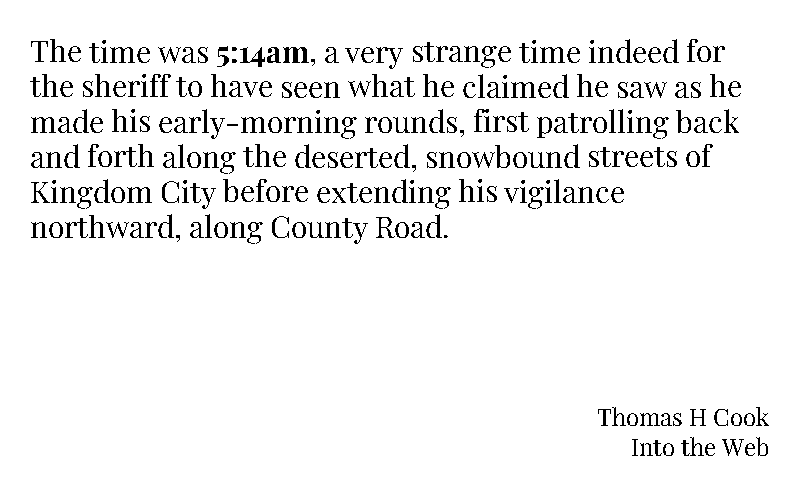 The time was 5:14am, a very strange time indeed for
the sheriff to have seen what he claimed he saw as he
made his early-morning rounds, first patrolling back
and forth along the deserted, snowbound streets of
Kingdom City before extending his vigilance
northward, along County Road.
Thomas H Cook
Into the Web